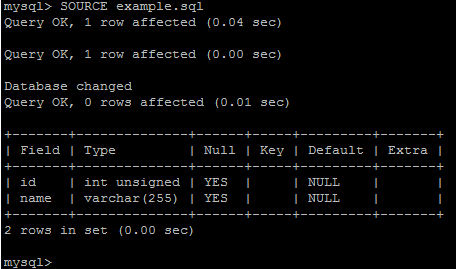 mysql> SOURCE example.sql
Query OK, 1 row affected (0.04 sec)
Query OK, 1 row affected (0.00 sec)
Database changed
Query OK, 0 rows affected (0.01 sec)
+-------+--------------+------+-----+---------+-------+
| Field | Type         | Null | Key | Default | Extra |
+-------+--------------+------+-----+---------+-------+
| id    | int unsigned | YES  |     | NULL    |       |
| name  | varchar(255) | YES  |     | NULL    |       |
+-------+--------------+------+-----+---------+-------+
2 rows in set (0.00 sec)
mysql>